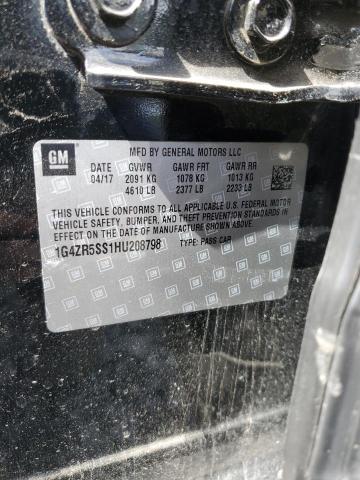 GM
MFD BY GENERAL MOTORS LLC
DATE GVWR GAWR FRT GAWR RR
04/17 2091 KG 1078 KG 1013 KG
4610 LB 2377 LB 2233 LB
THIS VEHICLE CONFORMS TO ALL APPLICABLE U.S. FEDERAL MOTOR
VEHICLE SAFETY, BUMPER, AND THEFT PREVENTION STANDARDS
IN EFFECT ON THE DATE OF MANUFACTURE SHOWN ABOVE.
1G4ZR5SS1HU208798 TYPE: PASS CAR